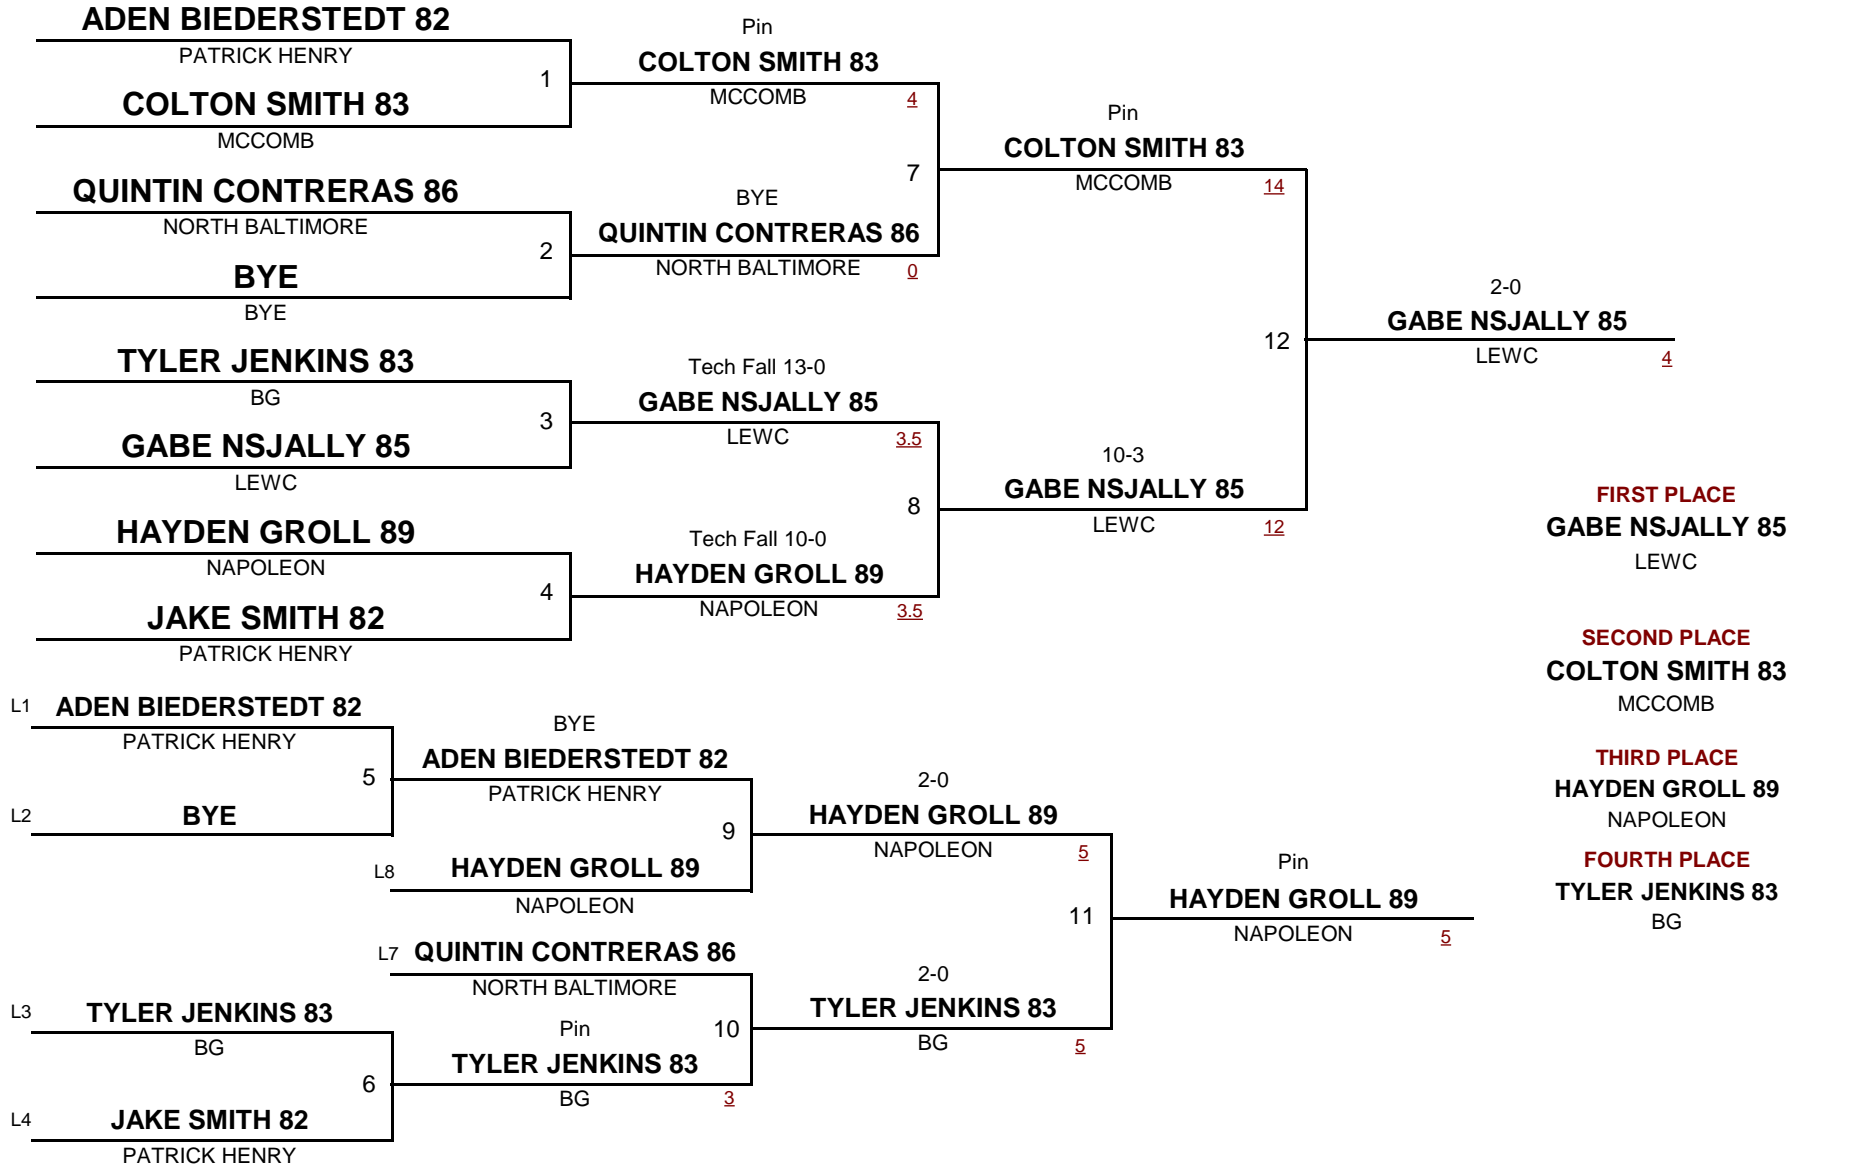 ADEN BIEDERSTEDT 82
PATRICK HENRY
1
COLTON SMITH 83
MCCOMB
Pin
COLTON SMITH 83
MCCOMB
4
QUINTIN CONTRERAS 86
NORTH BALTIMORE
2
BYE
BYE
BYE
QUINTIN CONTRERAS 86
NORTH BALTIMORE
0
7
Pin
COLTON SMITH 83
MCCOMB
14
TYLER JENKINS 83
BG
3
GABE NSJALLY 85
LEWC
Tech Fall 13-0
GABE NSJALLY 85
LEWC
3.5
HAYDEN GROLL 89
NAPOLEON
4
JAKE SMITH 82
PATRICK HENRY
Tech Fall 10-0
HAYDEN GROLL 89
NAPOLEON
3.5
8
10-3
GABE NSJALLY 85
LEWC
12
12
2-0
GABE NSJALLY 85
LEWC
4
L1
ADEN BIEDERSTEDT 82
PATRICK HENRY
5
L2
BYE
BYE
ADEN BIEDERSTEDT 82
PATRICK HENRY
9
L8
HAYDEN GROLL 89
NAPOLEON
2-0
HAYDEN GROLL 89
NAPOLEON
5
L7
QUINTIN CONTRERAS 86
NORTH BALTIMORE
10
L3
TYLER JENKINS 83
BG
6
L4
JAKE SMITH 82
PATRICK HENRY
Pin
TYLER JENKINS 83
BG
3
2-0
TYLER JENKINS 83
BG
5
11
Pin
HAYDEN GROLL 89
NAPOLEON
5
FIRST PLACE
GABE NSJALLY 85
LEWC
SECOND PLACE
COLTON SMITH 83
MCCOMB
THIRD PLACE
HAYDEN GROLL 89
NAPOLEON
FOURTH PLACE
TYLER JENKINS 83
BG